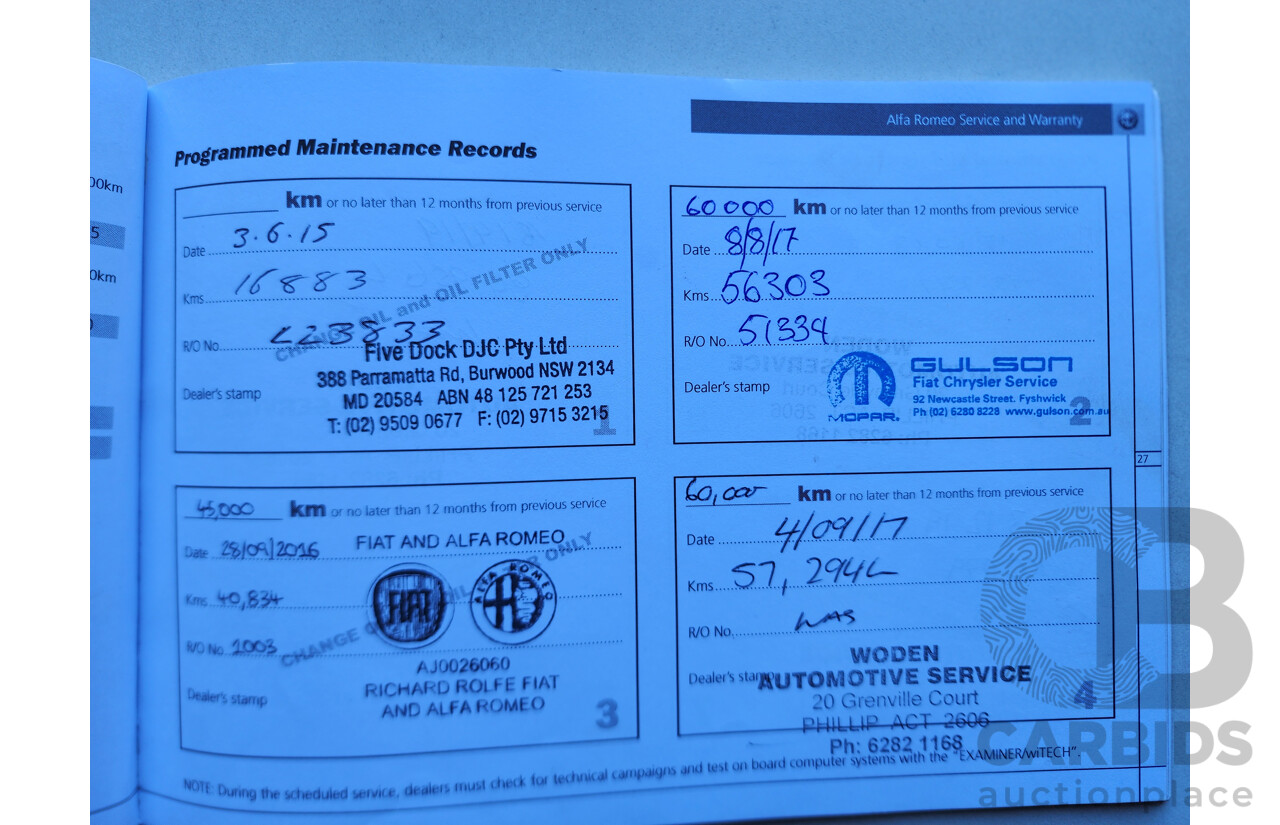 Alfa Romeo Service and Warranty
Programmed Maintenance Records
00km
5
0km
km or no later than 12 months from previous service
Date 3.6.15
Kms 16883
CHANGE OIL and OIL FILTER ONLY
R/O No. L23833
Dealer's stamp
Five Dock DJC Pty Ltd
388 Parramatta Rd, Burwood NSW 2134
MD 20584 ABN 48 125 721 253
T: (02) 9509 0677 F: (02) 9715 3215
1
60000 km or no later than 12 months from previous service
Date 8/8/17
Kms 56303
R/O No. 51334
Dealer's stamp
MOPAR.
GULSON
Fiat Chrysler Service
92 Newcastle Street. Fyshwick
Ph (02) 6280 8228 www.gulson.com.au
2
45,000 km or no later than 12 months from previous service
Date 28/09/2016
FIAT AND ALFA ROMEO
Kms 40,834
FIAT
ALFA ROMEO
R/O No. 2003
CHANGE OIL ONLY
Dealer's stamp
AJ0026060
RICHARD ROLFE FIAT
AND ALFA ROMEO
3
60,000 km or no later than 12 months from previous service
Date 4/09/17
Kms 57,294
R/O No.
Dealer's stamp
WODEN
AUTOMOTIVE SERVICE
20 Grenville Court
PHILLIP ACT 2606
Ph: 6282 1168
4
27
NOTE: During the scheduled service, dealers must check for technical campaigns and test on board computer systems with the "EXAMINER/wiTECH".
CARBIDS
auctionplace